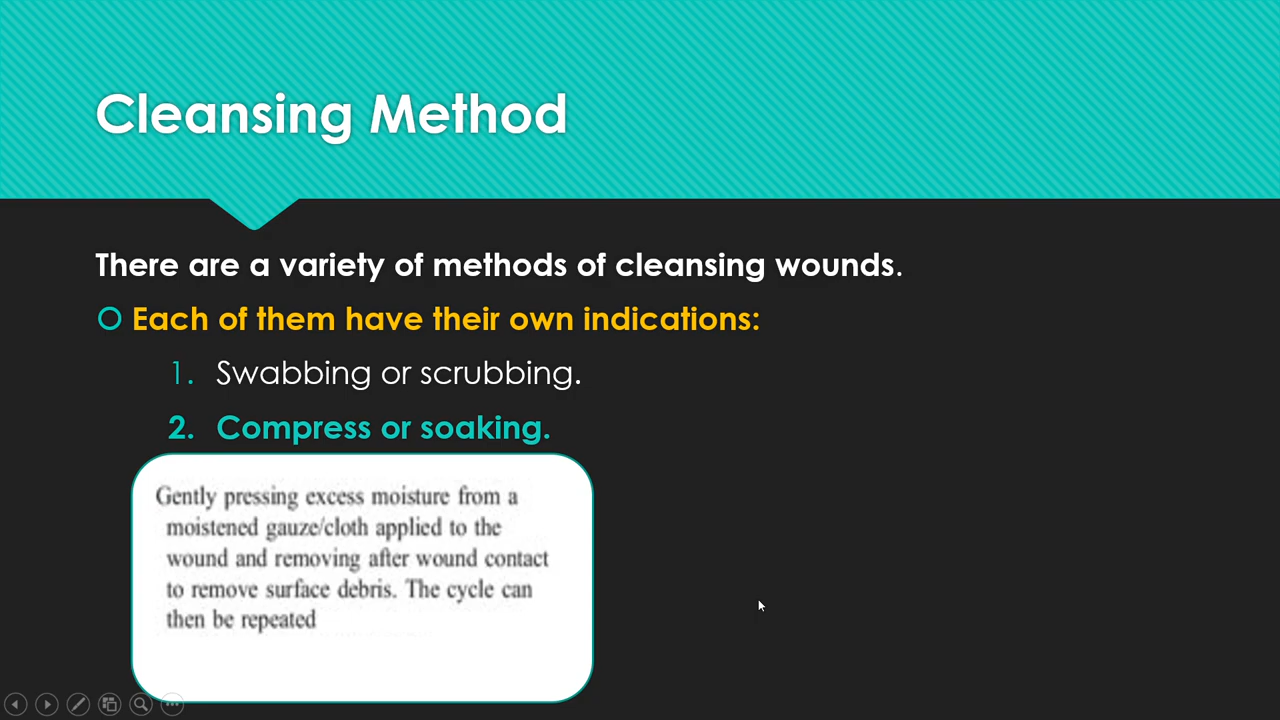 Cleansing Method
There are a variety of methods of cleansing wounds.
Each of them have their own indications:
1. Swabbing or scrubbing.
2. Compress or soaking.
Gently pressing excess moisture from a
moistened gauze/cloth applied to the
wound and removing after wound contact
to remove surface debris. The cycle can
then be repeated